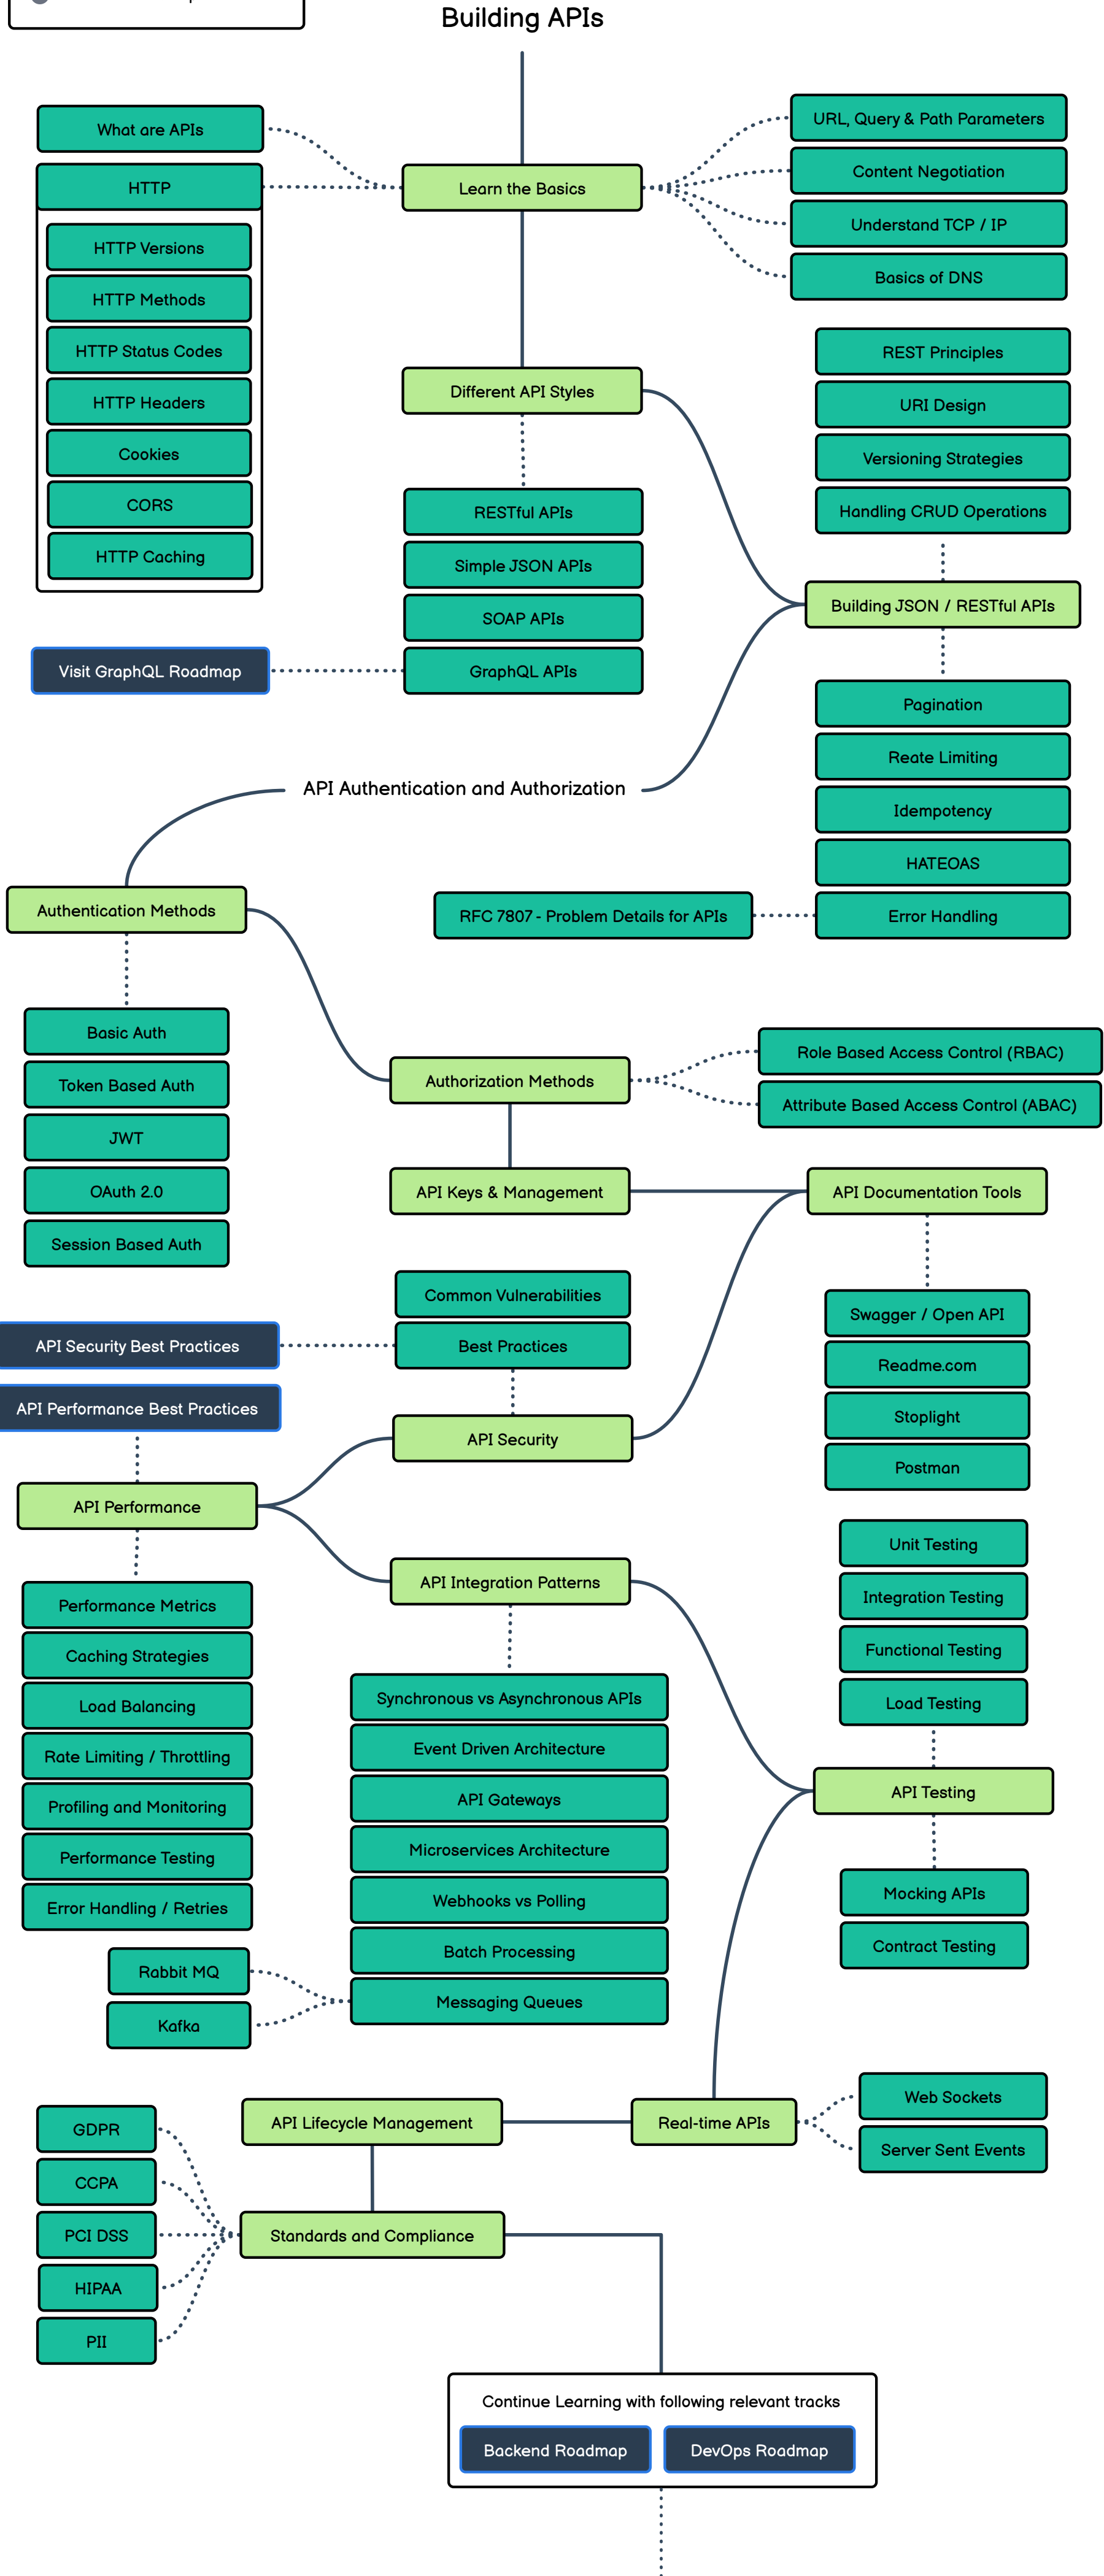 Building APIs
What are APIs
HTTP
HTTP Versions
HTTP Methods
HTTP Status Codes
HTTP Headers
Cookies
CORS
HTTP Caching
Learn the Basics
URL, Query & Path Parameters
Content Negotiation
Understand TCP / IP
Basics of DNS
Different API Styles
RESTful APIs
Simple JSON APIs
SOAP APIs
GraphQL APIs
Visit GraphQL Roadmap
REST Principles
URI Design
Versioning Strategies
Handling CRUD Operations
Building JSON / RESTful APIs
Pagination
Reate Limiting
Idempotency
HATEOAS
Error Handling
RFC 7807 - Problem Details for APIs
API Authentication and Authorization
Authentication Methods
Basic Auth
Token Based Auth
JWT
OAuth 2.0
Session Based Auth
Authorization Methods
Role Based Access Control (RBAC)
Attribute Based Access Control (ABAC)
API Keys & Management
API Documentation Tools
Swagger / Open API
Readme.com
Stoplight
Postman
Common Vulnerabilities
Best Practices
API Security Best Practices
API Security
API Performance Best Practices
API Performance
Performance Metrics
Caching Strategies
Load Balancing
Rate Limiting / Throttling
Profiling and Monitoring
Performance Testing
Error Handling / Retries
API Integration Patterns
Synchronous vs Asynchronous APIs
Event Driven Architecture
API Gateways
Microservices Architecture
Webhooks vs Polling
Batch Processing
Messaging Queues
Rabbit MQ
Kafka
Unit Testing
Integration Testing
Functional Testing
Load Testing
API Testing
Mocking APIs
Contract Testing
Real-time APIs
Web Sockets
Server Sent Events
API Lifecycle Management
Standards and Compliance
GDPR
CCPA
PCI DSS
HIPAA
PII
Continue Learning with following relevant tracks
Backend Roadmap
DevOps Roadmap